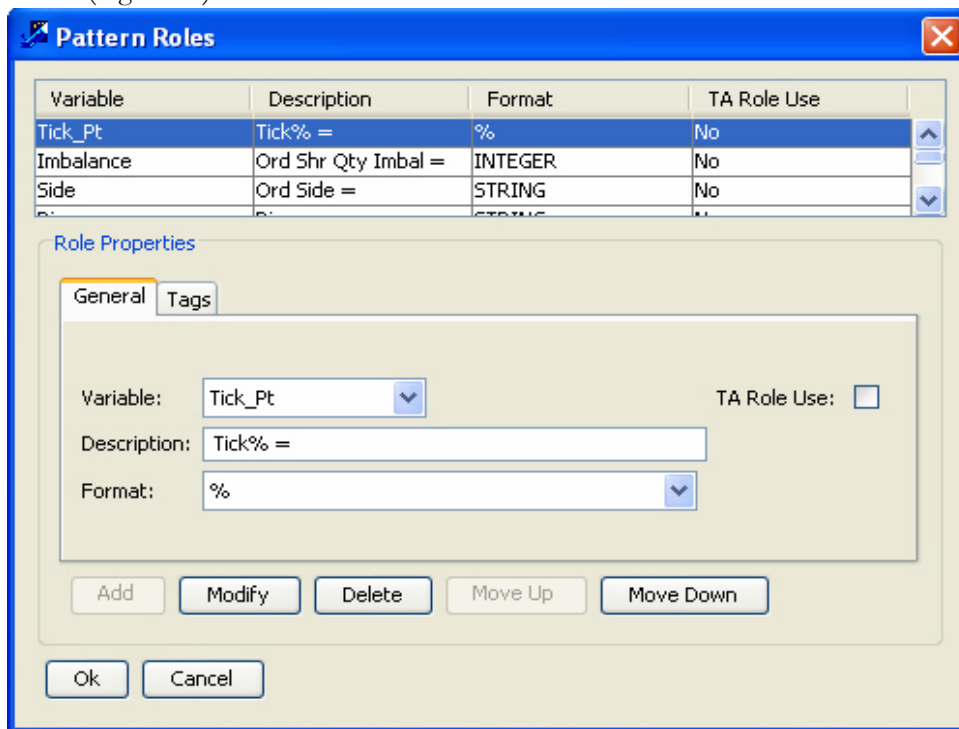 Pattern Roles
Variable Description Format TA Role Use
Tick_Pt Tick% = % No
Imbalance Ord Shr Qty Imbal = INTEGER No
Side Ord Side = STRING No
STRING
Role Properties
General Tags
Variable: Tick_Pt TA Role Use:
Description: Tick% =
Format: %
Add Modify Delete Move Up Move Down
Ok Cancel